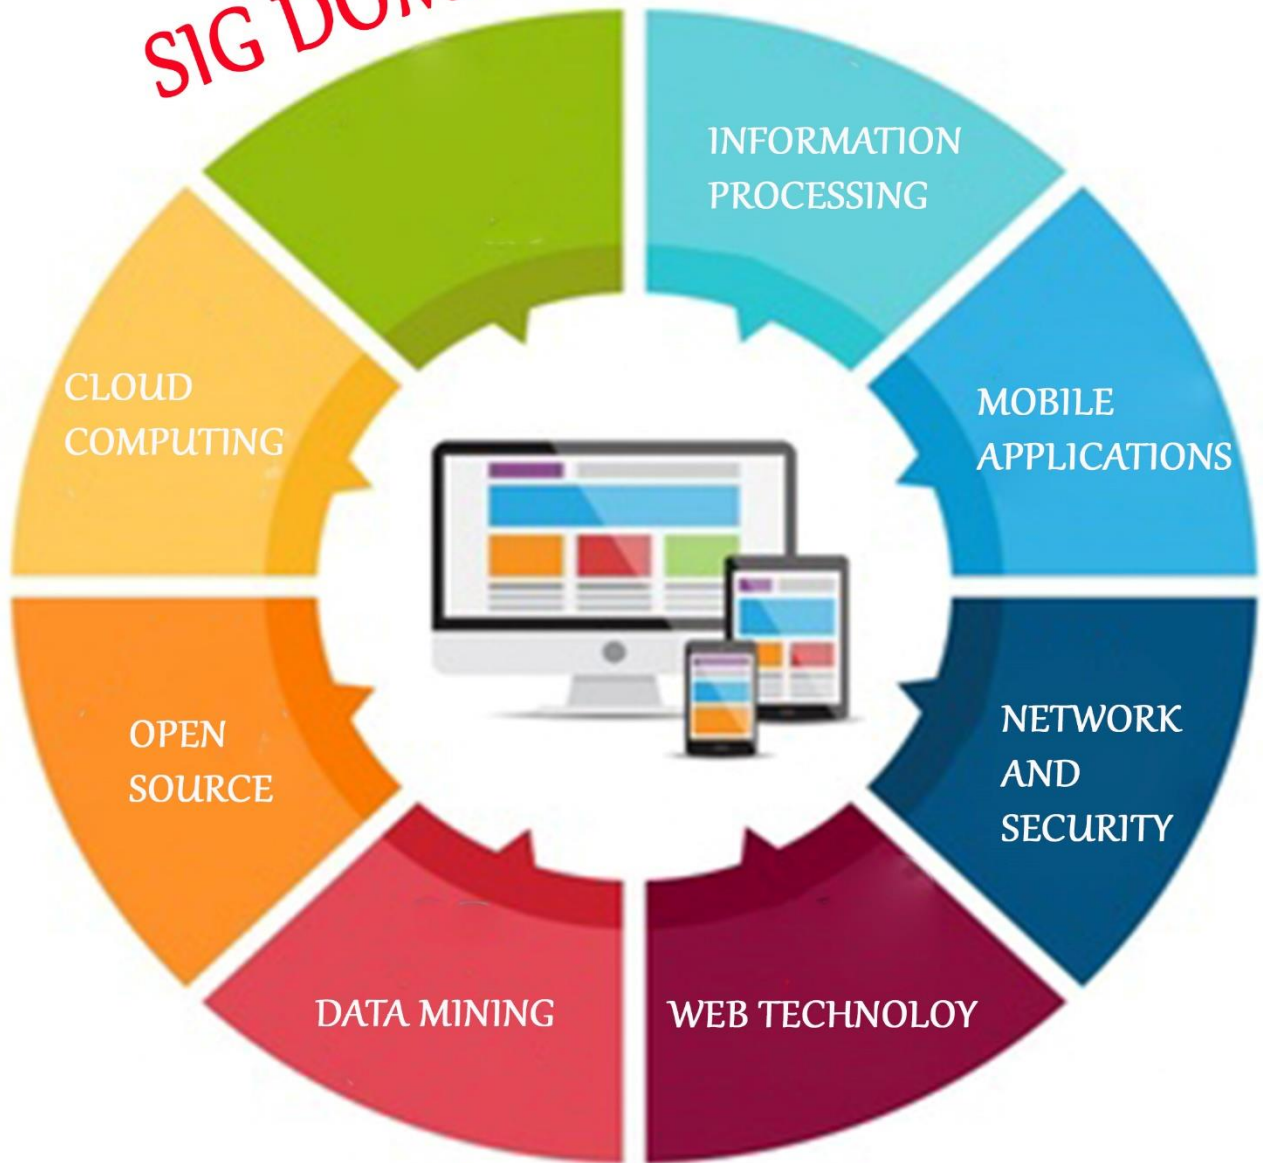 SIG
INFORMATION
PROCESSING
MOBILE
APPLICATIONS
NETWORK
AND
SECURITY
WEB TECHNOLOY
DATA MINING
OPEN
SOURCE
CLOUD
COMPUTING